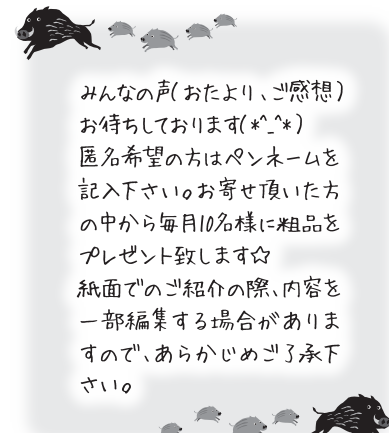 みんなの声(おたより、ご感想)
お待ちしております(*^_^*)
匿名希望の方はペンネームを
記入下さい。お寄せ頂いた方
の中から毎月10名様に粗品を
プレゼント致します☆
紙面でのご紹介の際、内容を
一部編集する場合がありま
すので、あらかじめご了承下
さい。